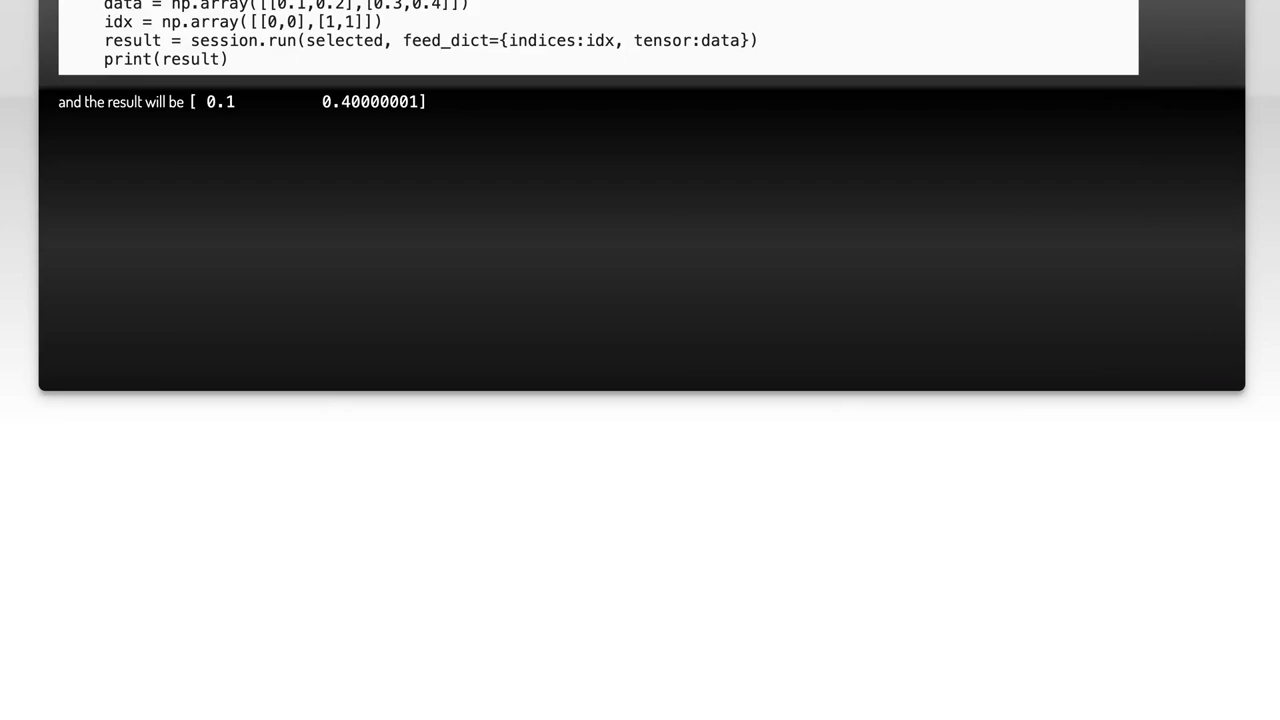 data = np.array([[0.1,0.2],[0.3,0.4]])
idx = np.array([[0,0],[1,1]])
result = session.run(selected, feed_dict={indices:idx, tensor:data})
print(result)
and the result will be [ 0.1         0.40000001]